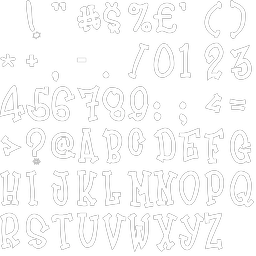 ! " # $ % £ ' ( )
* + , - . / 0 1 2 3
4 5 6 7 8 9 : ; < =
> ? @ A B C D E F G
H I J K L M N O P Q
R S T U V W X Y Z